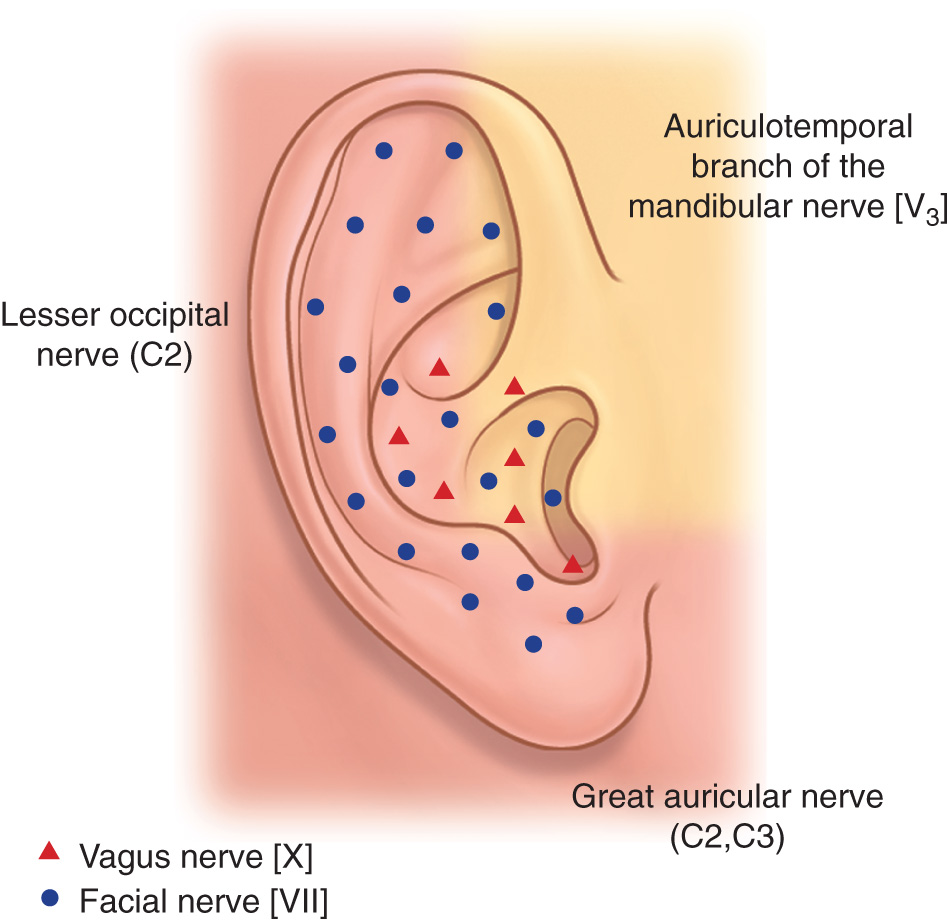 Auriculotemporal
branch of the
mandibular nerve [V3]
Lesser occipital
nerve (C2)
Great auricular nerve
(C2,C3)
Vagus nerve [X]
Facial nerve [VII]